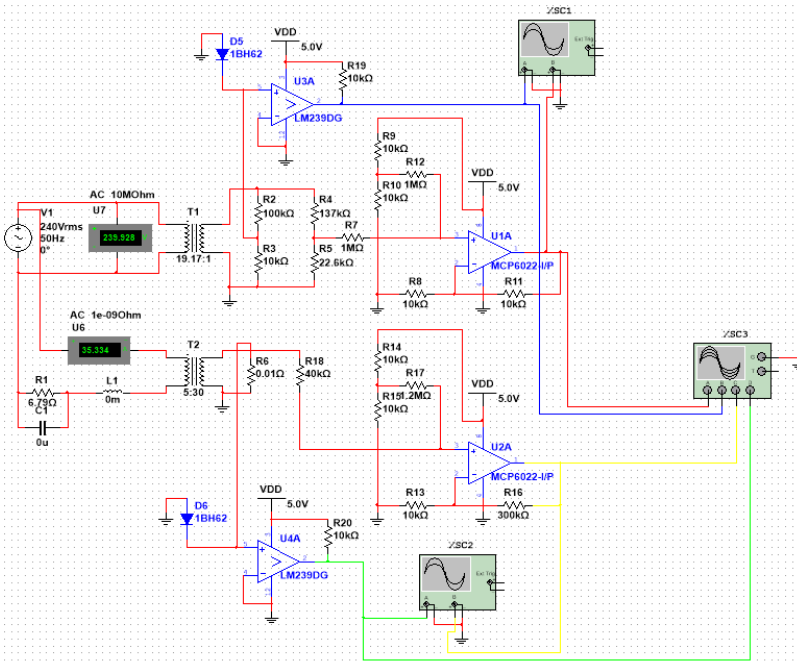 XSC1
Ext Trig
+
A
B
VDD
5.0V
D5
1BH62
R19
10kΩ
U3A
LM239DG
R9
10kΩ
R12
1MΩ
R10
10kΩ
VDD
5.0V
AC 10MOhm
U7
239.928
V1
240Vrms
50Hz
0°
T1
19.17:1
R2
100kΩ
R4
137kΩ
R7
1MΩ
R3
10kΩ
R5
22.6kΩ
U1A
MCP6022-I/P
R8
10kΩ
R11
10kΩ
AC 1e-09Ohm
U6
35.334
T2
5:30
R6
0.01Ω
R18
40kΩ
R14
10kΩ
R17
1.2MΩ
R15
10kΩ
VDD
5.0V
U2A
MCP6022-I/P
R1
6.79Ω
L1
0m
C1
0u
R13
10kΩ
R16
300kΩ
XSC3
A
B
C
D
G
T
D6
1BH62
VDD
5.0V
R20
10kΩ
U4A
LM239DG
XSC2
Ext Trig
A
B